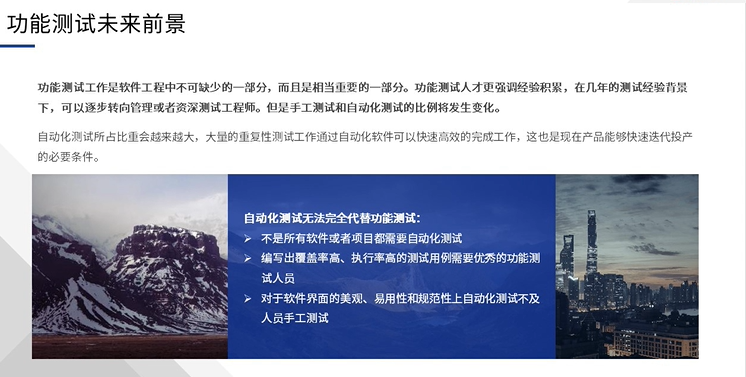 功能测试未来前景
功能测试工作是软件工程中不可缺少的一部分，而且是相当重要的一部分。功能测试人才更强调经验积累，在几年的测试经验背景
下，可以逐步转向管理或者资深测试工程师。但是手工测试和自动化测试的比例将发生变化。
自动化测试所占比重会越来越大，大量的重复性测试工作通过自动化软件可以快速高效的完成工作，这也是现在产品能够快速迭代投产
的必要条件。
自动化测试无法完全代替功能测试：
➢ 不是所有软件或者项目都需要自动化测试
➢ 编写出覆盖率高、执行率高的测试用例需要优秀的功能测
试人员
➢ 对于软件界面的美观、易用性和规范性上自动化测试不及
人员手工测试